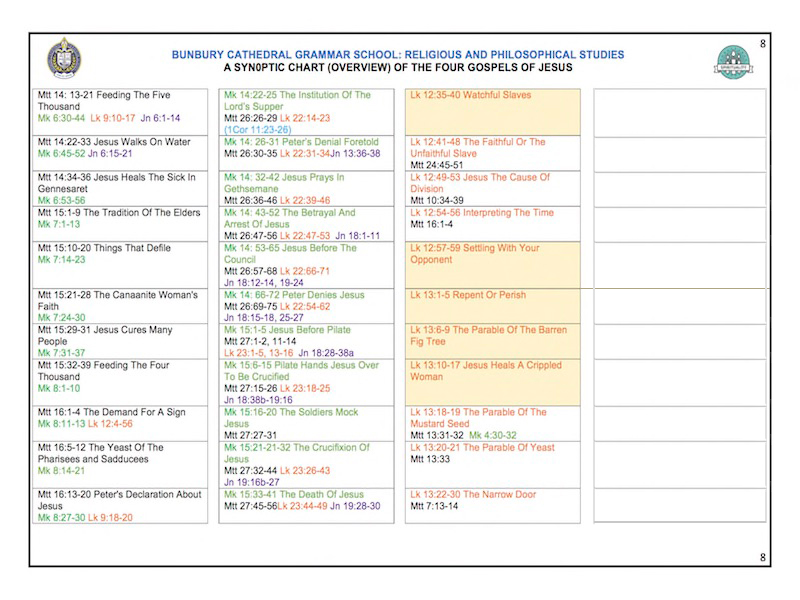 8
BUNBURY CATHEDRAL GRAMMAR SCHOOL: RELIGIOUS AND PHILOSOPHICAL STUDIES
A SYN0PTIC CHART (OVERVIEW) OF THE FOUR GOSPELS OF JESUS
SPIRITUALITY
Mtt 14: 13-21 Feeding The Five
Thousand
Mk 6:30-44 Lk 9:10-17 Jn 6:1-14
Mtt 14:22-33 Jesus Walks On Water
Mk 6:45-52 Jn 6:15-21
Mtt 14:34-36 Jesus Heals The Sick In
Gennesaret
Mk 6:53-56
Mtt 15:1-9 The Tradition Of The Elders
Mk 7:1-13
Mtt 15:10-20 Things That Defile
Mk 7:14-23
Mtt 15:21-28 The Canaanite Woman's
Faith
Mk 7:24-30
Mtt 15:29-31 Jesus Cures Many
People
Mk 7:31-37
Mtt 15:32-39 Feeding The Four
Thousand
Mk 8:1-10
Mtt 16:1-4 The Demand For A Sign
Mk 8:11-13 Lk 12:4-56
Mtt 16:5-12 The Yeast Of The
Pharisees and Sadducees
Mk 8:14-21
Mtt 16:13-20 Peter's Declaration About
Jesus
Mk 8:27-30 Lk 9:18-20
Mk 14:22-25 The Institution Of The
Lord's Supper
Mtt 26:26-29 Lk 22:14-23
(1Cor 11:23-26)
Mk 14: 26-31 Peter's Denial Foretold
Mtt 26:30-35 Lk 22:31-34Jn 13:36-38
Mk 14: 32-42 Jesus Prays In
Gethsemane
Mtt 26:36-46 Lk 22:39-46
Mk 14: 43-52 The Betrayal And
Arrest Of Jesus
Mtt 26:47-56 Lk 22:47-53 Jn 18:1-11
Mk 14: 53-65 Jesus Before The
Council
Mtt 26:57-68 Lk 22:66-71
Jn 18:12-14, 19-24
Mk 14: 66-72 Peter Denies Jesus
Mtt 26:69-75 Lk 22:54-62
Jn 18:15-18, 25-27
Mk 15:1-5 Jesus Before Pilate
Mtt 27:1-2, 11-14
Lk 23:1-5, 13-16 Jn 18:28-38a
Mk 15:6-15 Pilate Hands Jesus Over
To Be Crucified
Mtt 27:15-26 Lk 23:18-25
Jn 18:38b-19:16
Mk 15:16-20 The Soldiers Mock
Jesus
Mtt 27:27-31
Mk 15:21-21-32 The Crucifixion Of
Jesus
Mtt 27:32-44 Lk 23:26-43
Jn 19:16b-27
Mk 15:33-41 The Death Of Jesus
Mtt 27:45-56Lk 23:44-49 Jn 19:28-30
Lk 12:35-40 Watchful Slaves
Lk 12:41-48 The Faithful Or The
Unfaithful Slave
Mtt 24:45-51
Lk 12:49-53 Jesus The Cause Of
Division
Mtt 10:34-39
Lk 12:54-56 Interpreting The Time
Mtt 16:1-4
Lk 12:57-59 Settling With Your
Opponent
Lk 13:1-5 Repent Or Perish
Lk 13:6-9 The Parable Of The Barren
Fig Tree
Lk 13:10-17 Jesus Heals A Crippled
Woman
Lk 13:18-19 The Parable Of The
Mustard Seed
Mtt 13:31-32 Mk 4:30-32
Lk 13:20-21 The Parable Of Yeast
Mtt 13:33
Lk 13:22-30 The Narrow Door
Mtt 7:13-14
8